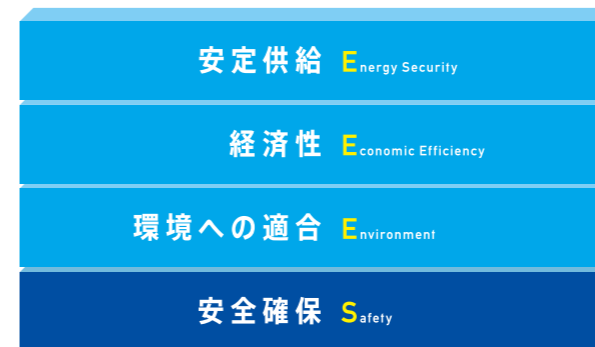 安定供給 Energy Security
経済性 Economic Efficiency
環境への適合 Environment
安全確保 Safety